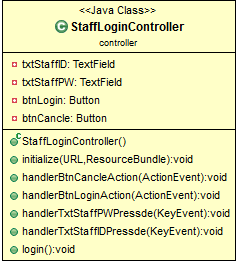 <<Java Class>>
StaffLoginController
controller
txtStaffID: TextField
txtStaffPW: TextField
btnLogin: Button
btnCancle: Button
StaffLoginController()
initialize(URL,ResourceBundle):void
handlerBtnCancleAction(ActionEvent):void
handlerBtnLoginAction(ActionEvent):void
handlerTxtStaffPWPressde(KeyEvent):void
handlerTxtStaffIDPressde(KeyEvent):void
login():void